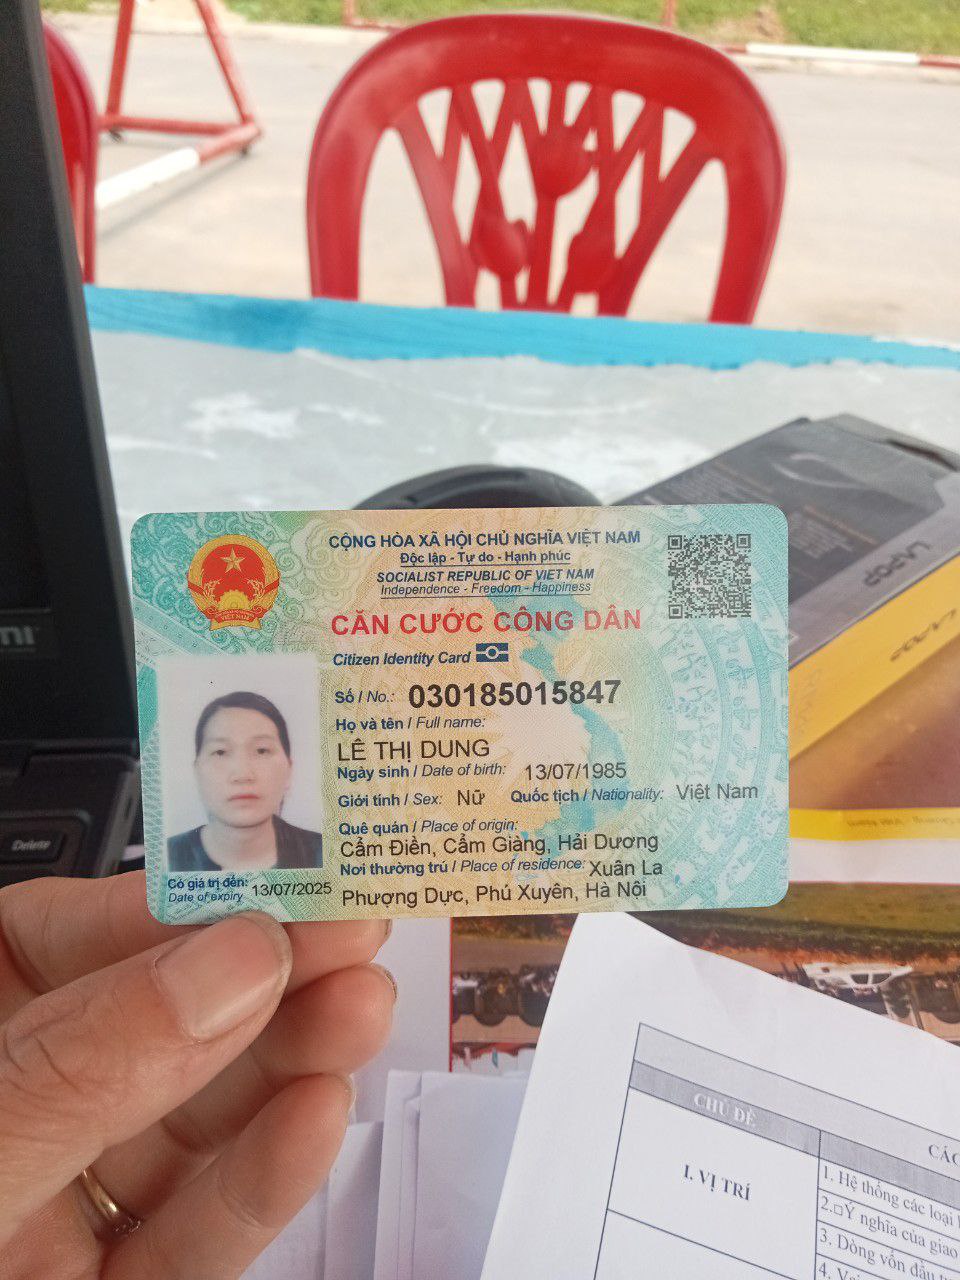 CỘNG HÒA XÃ HỘI CHỦ NGHĨA VIỆT NAM
Độc lập - Tự do - Hạnh phúc
SOCIALIST REPUBLIC OF VIET NAM
Independence - Freedom - Happiness
CĂN CƯỚC CÔNG DÂN
Citizen Identity Card
Số / No.: 030185015847
Họ và tên / Full name:
LÊ THỊ DUNG
Ngày sinh / Date of birth: 13/07/1985
Giới tính / Sex: Nữ Quốc tịch / Nationality: Việt Nam
Quê quán / Place of origin:
Cẩm Điền, Cẩm Giàng, Hải Dương
Nơi thường trú / Place of residence: Xuân La
Phượng Dực, Phú Xuyên, Hà Nội
Có giá trị đến: 13/07/2025
Date of expiry
VIỆT NAM
Delete
LAPOP
LAPOP
CHỦ ĐỀ
I. VỊ TRÍ
1. Hệ thống các loại
2.□Ý nghĩa của giao
3. Dòng vốn đầu
4.